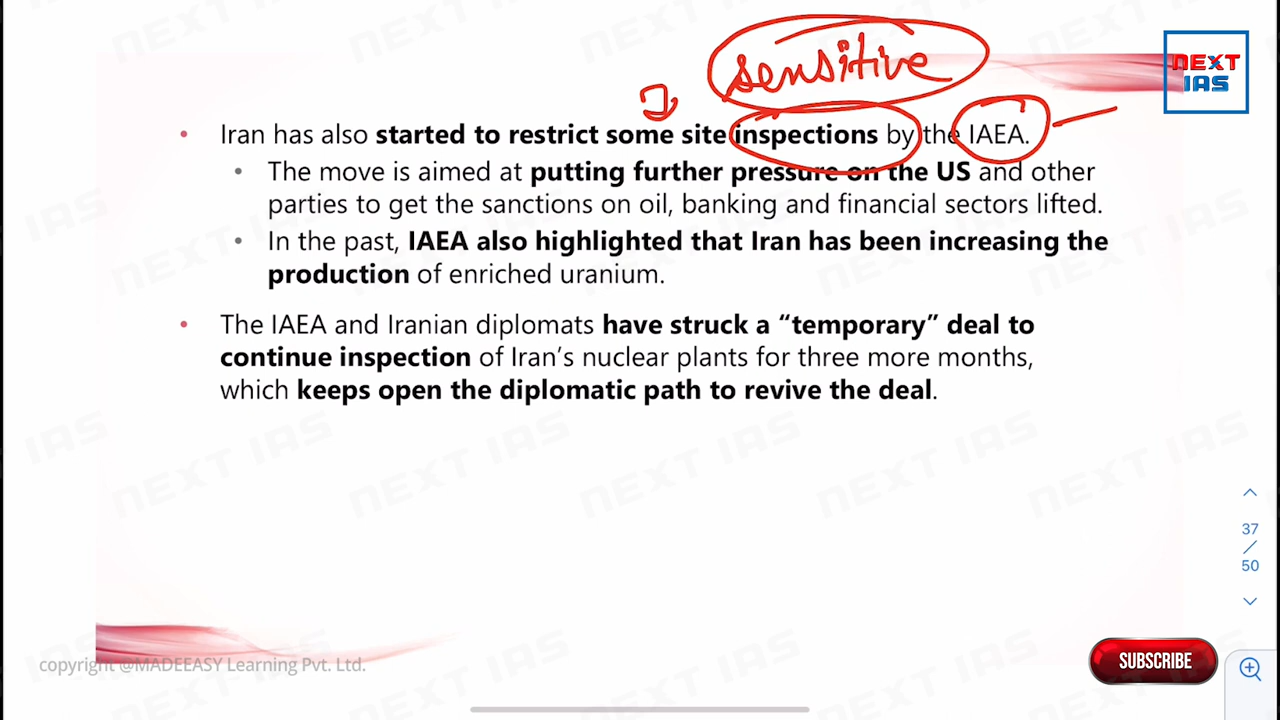 sensitive
NEXT
IAS
• Iran has also started to restrict some site inspections by the IAEA.
• The move is aimed at putting further pressure on the US and other
parties to get the sanctions on oil, banking and financial sectors lifted.
• In the past, IAEA also highlighted that Iran has been increasing the
production of enriched uranium.
• The IAEA and Iranian diplomats have struck a “temporary” deal to
continue inspection of Iran’s nuclear plants for three more months,
which keeps open the diplomatic path to revive the deal.
37
/
50
copyright @MADEEASY Learning Pvt. Ltd.
SUBSCRIBE